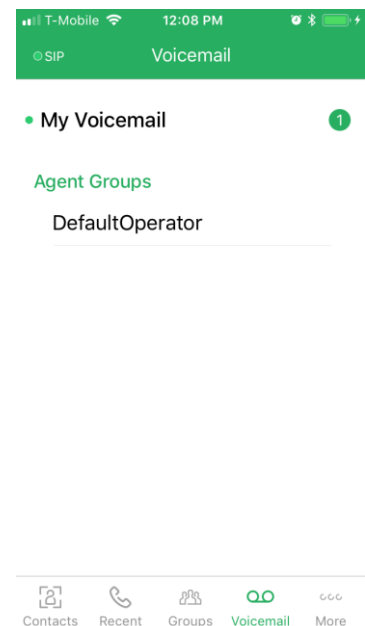 T-Mobile 12:08 PM
SIP Voicemail
My Voicemail 1
Agent Groups
DefaultOperator
Contacts Recent Groups Voicemail More